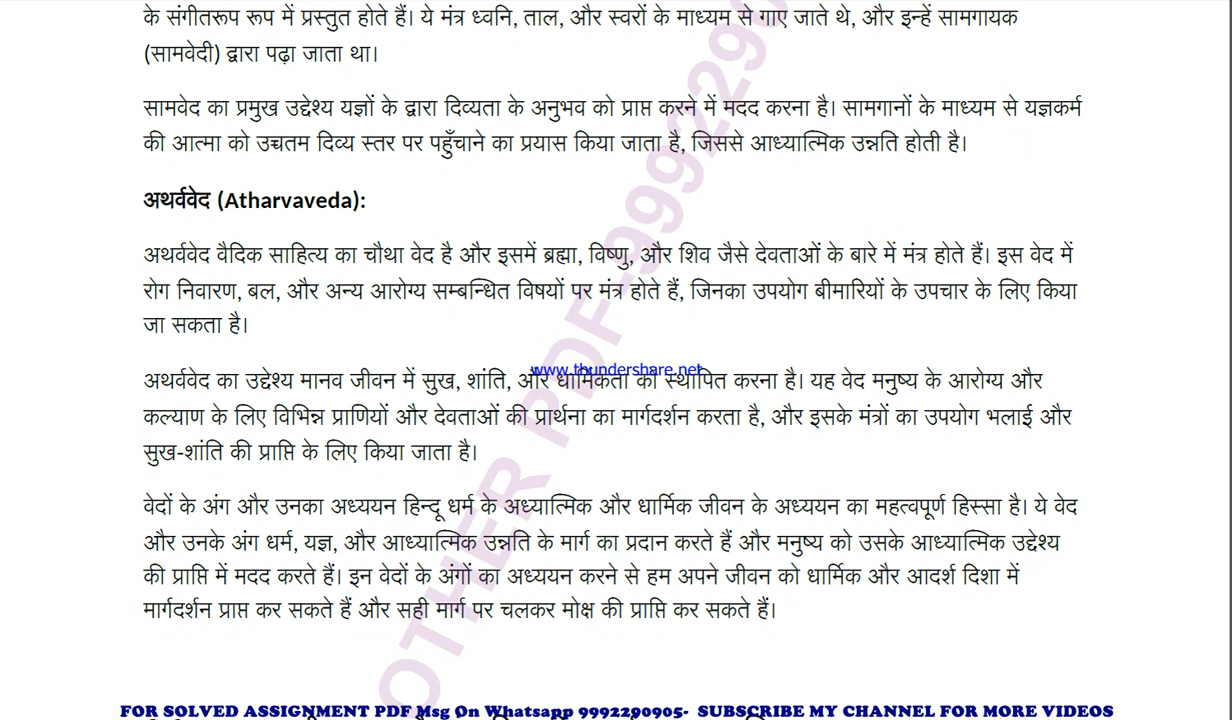 के संगीतरूप रूप में प्रस्तुत होते हैं। ये मंत्र ध्वनि, ताल, और स्वरों के माध्यम से गाए जाते थे, और इन्हें सामगायक
(सामवेदी) द्वारा पढ़ा जाता था।
सामवेद का प्रमुख उद्देश्य यज्ञों के द्वारा दिव्यता के अनुभव को प्राप्त करने में मदद करना है। सामगानों के माध्यम से यज्ञकर्म
की आत्मा को उच्चतम दिव्य स्तर पर पहुँचाने का प्रयास किया जाता है, जिससे आध्यात्मिक उन्नति होती है।
अथर्ववेद (Atharvaveda):
अथर्ववेद वैदिक साहित्य का चौथा वेद है और इसमें ब्रह्मा, विष्णु, और शिव जैसे देवताओं के बारे में मंत्र होते हैं। इस वेद में
रोग निवारण, बल, और अन्य आरोग्य सम्बन्धित विषयों पर मंत्र होते हैं, जिनका उपयोग बीमारियों के उपचार के लिए किया
जा सकता है।
www.thundershare.net
अथर्ववेद का उद्देश्य मानव जीवन में सुख, शांति, और धार्मिकता को स्थापित करना है। यह वेद मनुष्य के आरोग्य और
कल्याण के लिए विभिन्न प्राणियों और देवताओं की प्रार्थना का मार्गदर्शन करता है, और इसके मंत्रों का उपयोग भलाई और
सुख-शांति की प्राप्ति के लिए किया जाता है।
वेदों के अंग और उनका अध्ययन हिन्दू धर्म के अध्यात्मिक और धार्मिक जीवन के अध्ययन का महत्वपूर्ण हिस्सा है। ये वेद
और उनके अंग धर्म, यज्ञ, और आध्यात्मिक उन्नति के मार्ग का प्रदान करते हैं और मनुष्य को उसके आध्यात्मिक उद्देश्य
की प्राप्ति में मदद करते हैं। इन वेदों के अंगों का अध्ययन करने से हम अपने जीवन को धार्मिक और आदर्श दिशा में
मार्गदर्शन प्राप्त कर सकते हैं और सही मार्ग पर चलकर मोक्ष की प्राप्ति कर सकते हैं।
OTHER PDF-9992290
FOR SOLVED ASSIGNMENT PDF Msg On Whatsapp 9992290905- SUBSCRIBE MY CHANNEL FOR MORE VIDEOS